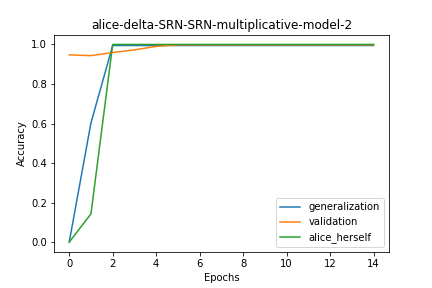 alice-delta-SRN-SRN-multiplicative-model-2
Accuracy
1.0
0.8
0.6
0.4
0.2
0.0
generalization
validation
alice_herself
0 2 4 6 8 10 12 14
Epochs